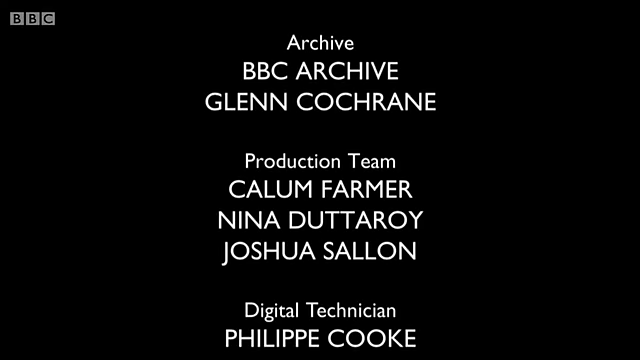 BBC
Archive
BBC ARCHIVE
GLENN COCHRANE
Production Team
CALUM FARMER
NINA DUTTAROY
JOSHUA SALLON
Digital Technician
PHILIPPE COOKE